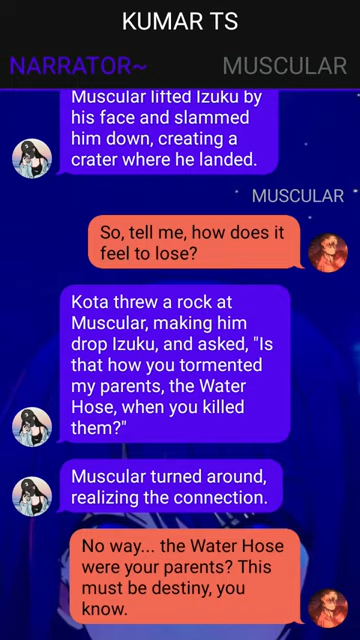 KUMAR TS
NARRATOR~ MUSCULAR
Muscular lifted Izuku by
his face and slammed
him down, creating a
crater where he landed.
MUSCULAR
So, tell me, how does it
feel to lose?
Kota threw a rock at
Muscular, making him
drop Izuku, and asked, "Is
that how you tormented
my parents, the Water
Hose, when you killed
them?"
Muscular turned around,
realizing the connection.
No way... the Water Hose
were your parents? This
must be destiny, you
know.